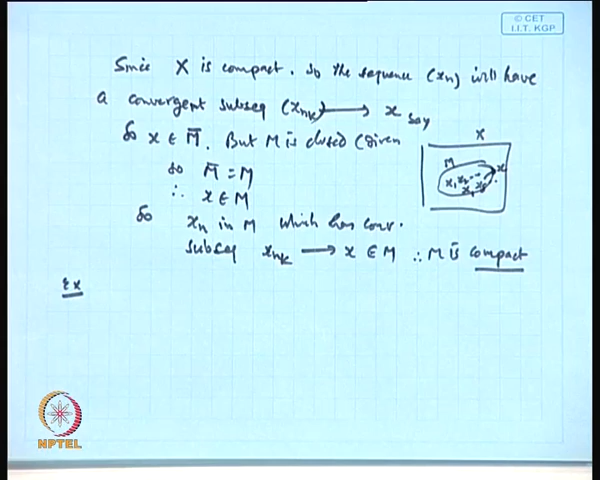 © CET
I.I.T. KGP
Since X is compact. So the sequence (xn) will have
a convergent subseq (xnk) ⟶ x say
So x ∈ M̄. But M is closed (Given
so M̄ = M
∴ x ∈ M
So xn in M which has conv.
subseq xnk ⟶ x ∈ M ∴ M is compact
X
M
x
x1 x2 ...
Ex
NPTEL